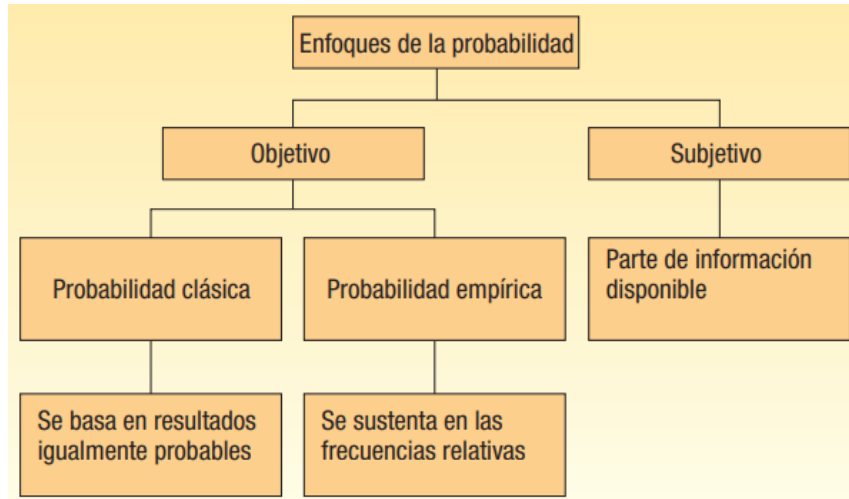 Enfoques de la probabilidad
Objetivo
Subjetivo
Probabilidad clásica
Probabilidad empírica
Parte de información
disponible
Se basa en resultados
igualmente probables
Se sustenta en las
frecuencias relativas